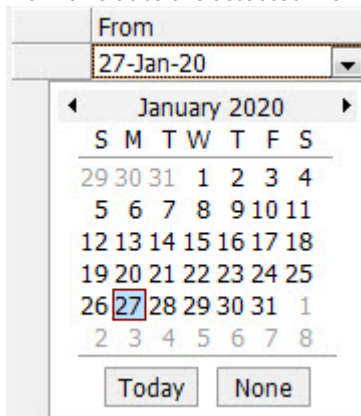 From
27-Jan-20
January 2020
S M T W T F S
29 30 31 1 2 3 4
5 6 7 8 9 10 11
12 13 14 15 16 17 18
19 20 21 22 23 24 25
26 27 28 29 30 31 1
2 3 4 5 6 7 8
Today None